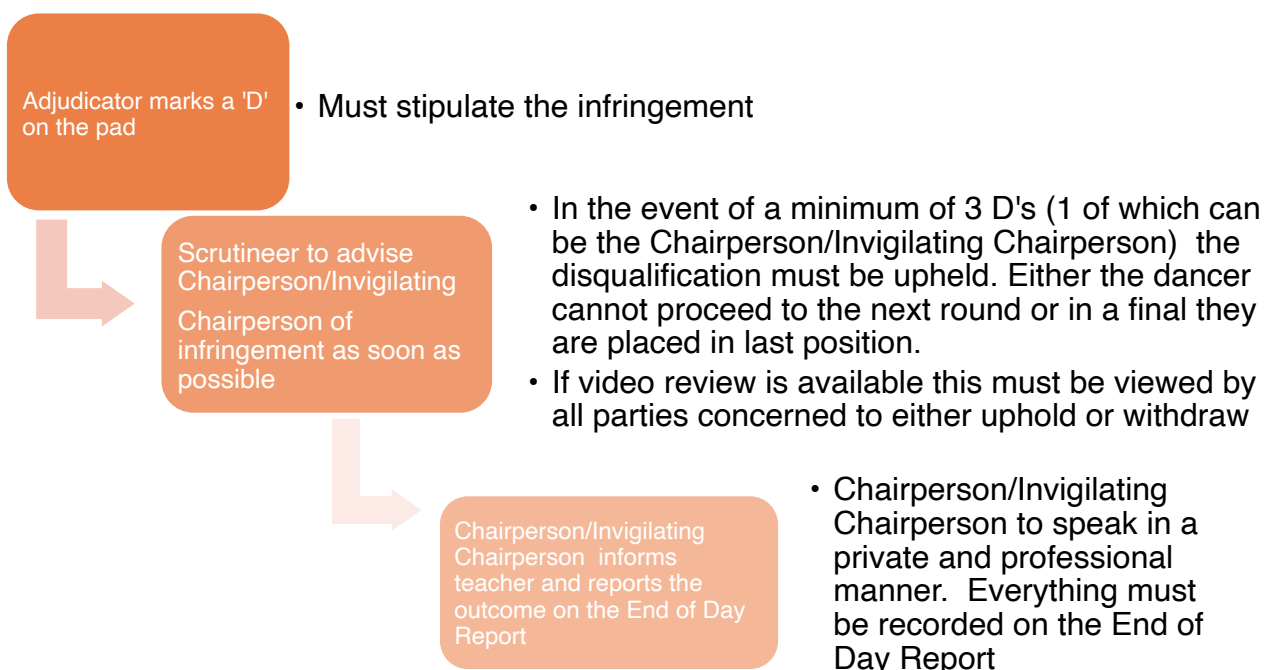 Adjudicator marks a 'D'
on the pad
• Must stipulate the infringement
Scrutineer to advise
Chairperson/Invigilating
Chairperson of
infringement as soon as
possible
• In the event of a minimum of 3 D's (1 of which can
be the Chairperson/Invigilating Chairperson)  the
disqualification must be upheld. Either the dancer
cannot proceed to the next round or in a final they
are placed in last position.
• If video review is available this must be viewed by
all parties concerned to either uphold or withdraw
Chairperson/Invigilating
Chairperson  informs
teacher and reports the
outcome on the End of Day
Report
• Chairperson/Invigilating
Chairperson to speak in a
private and professional
manner.  Everything must
be recorded on the End of
Day Report